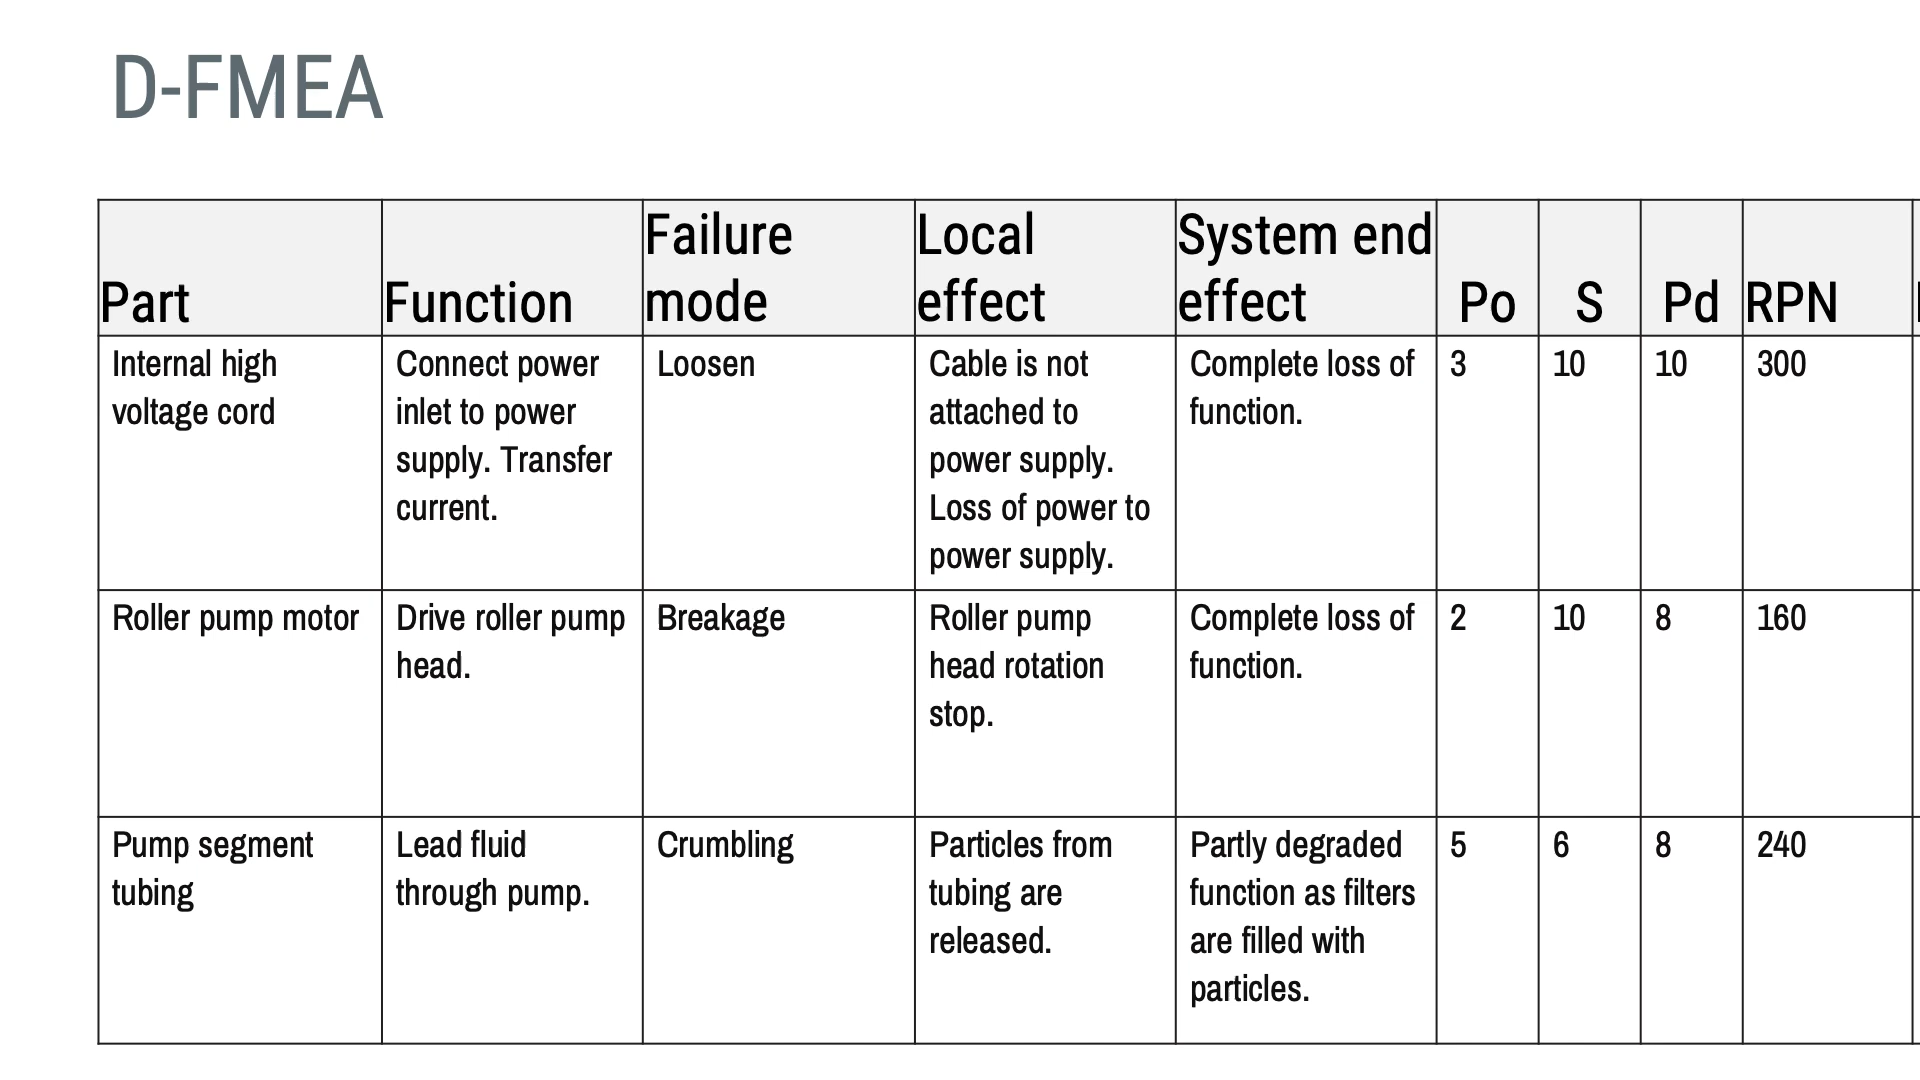 D-FMEA
Part
Function
Failure
mode
Local
effect
System end
effect
Po
S
Pd
RPN
Internal high
voltage cord
Connect power
inlet to power
supply. Transfer
current.
Loosen
Cable is not
attached to
power supply.
Loss of power to
power supply.
Complete loss of
function.
3
10
10
300
Roller pump motor
Drive roller pump
head.
Breakage
Roller pump
head rotation
stop.
Complete loss of
function.
2
10
8
160
Pump segment
tubing
Lead fluid
through pump.
Crumbling
Particles from
tubing are
released.
Partly degraded
function as filters
are filled with
particles.
5
6
8
240